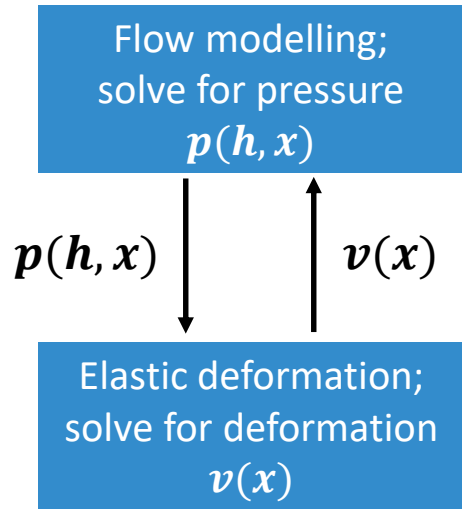 Flow modelling;
solve for pressure
p(h, x)
p(h, x)
v(x)
Elastic deformation;
solve for deformation
v(x)